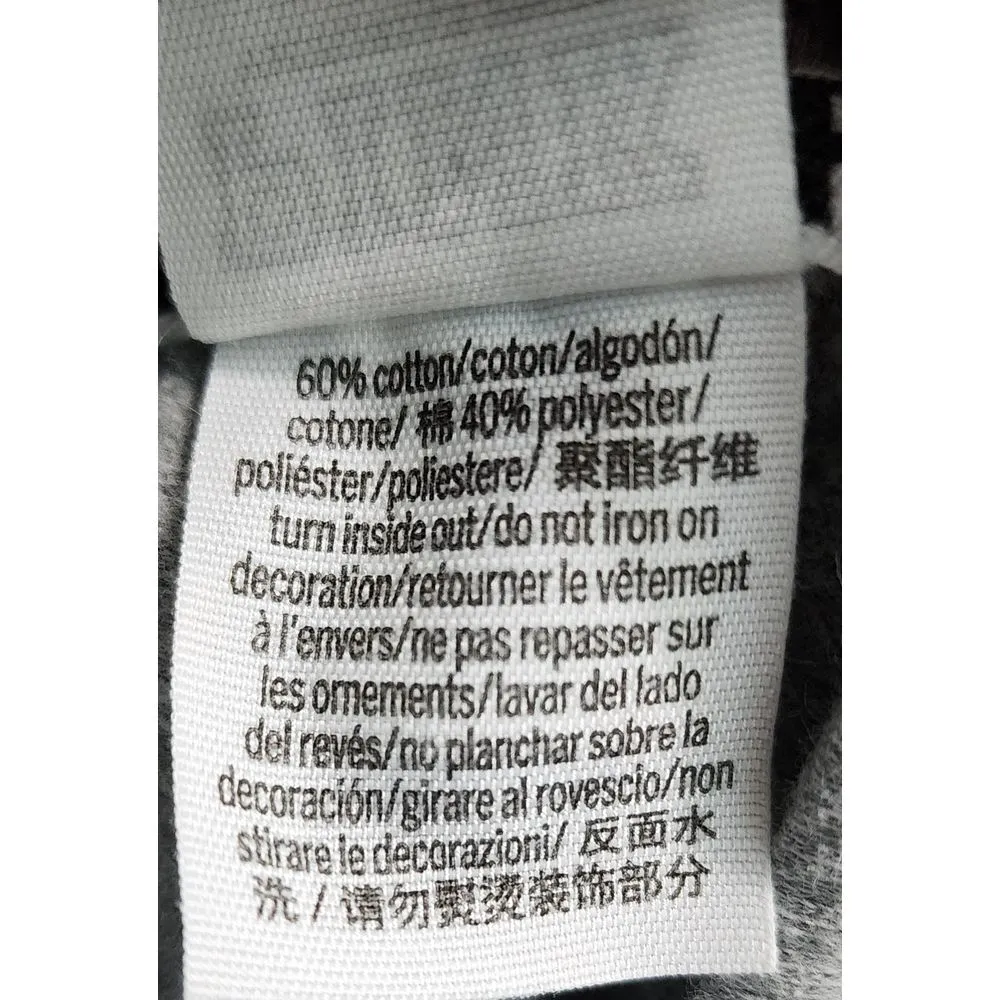 60% cotton/coton/algodón/
cotone/ 棉 40% polyester/
poliéster/poliestere/ 聚酯纤维
turn inside out/do not iron on
decoration/retourner le vêtement
à l'envers/ne pas repasser sur
les ornements/lavar del lado
del revés/no planchar sobre la
decoración/girare al rovescio/non
stirare le decorazioni/ 反面水
洗 / 请勿熨烫装饰部分